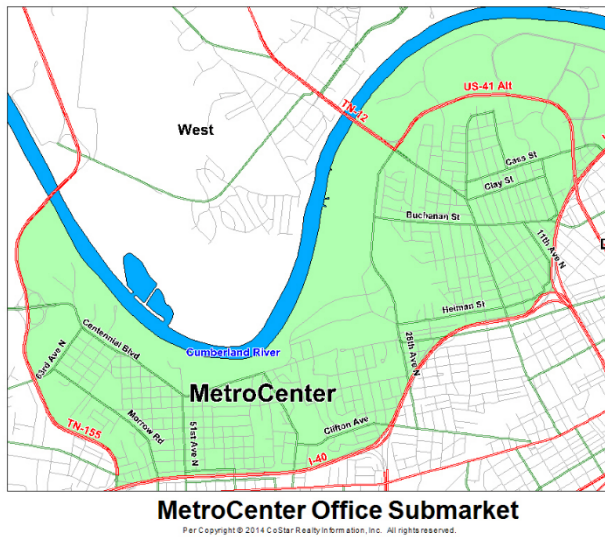 US-41 Alt
TN-12
West
Cass St
Clay St
Buchanan St
11th Ave N
Heiman St
Cumberland River
Centennial Blvd
63rd Ave N
28th Ave N
MetroCenter
Morrow Rd
51st Ave N
Clifton Ave
TN-155
I-40
MetroCenter Office Submarket
Per Copyright © 2014 CoStar Realty Information, Inc. All rights reserved.